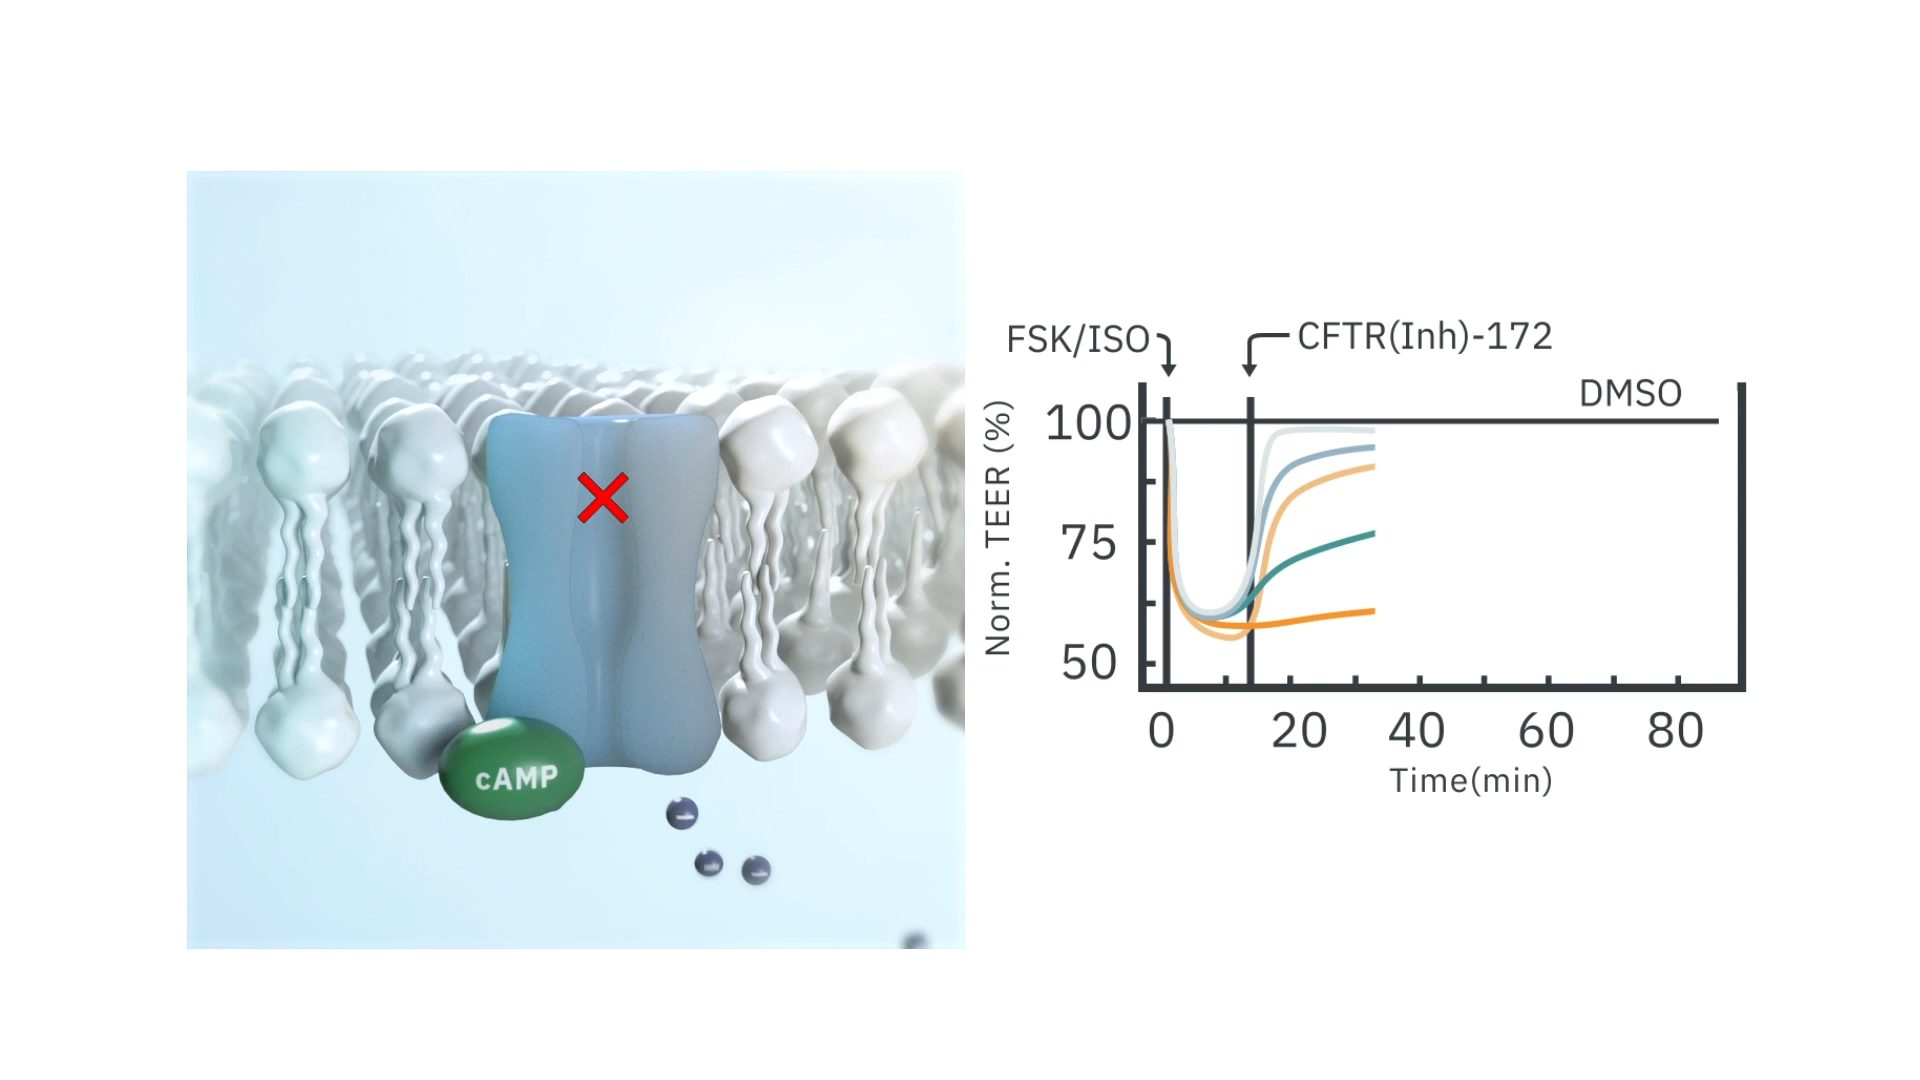 cAMP
FSK/ISO
CFTR(Inh)-172
DMSO
Norm. TEER (%)
100
75
50
0 20 40 60 80
Time(min)